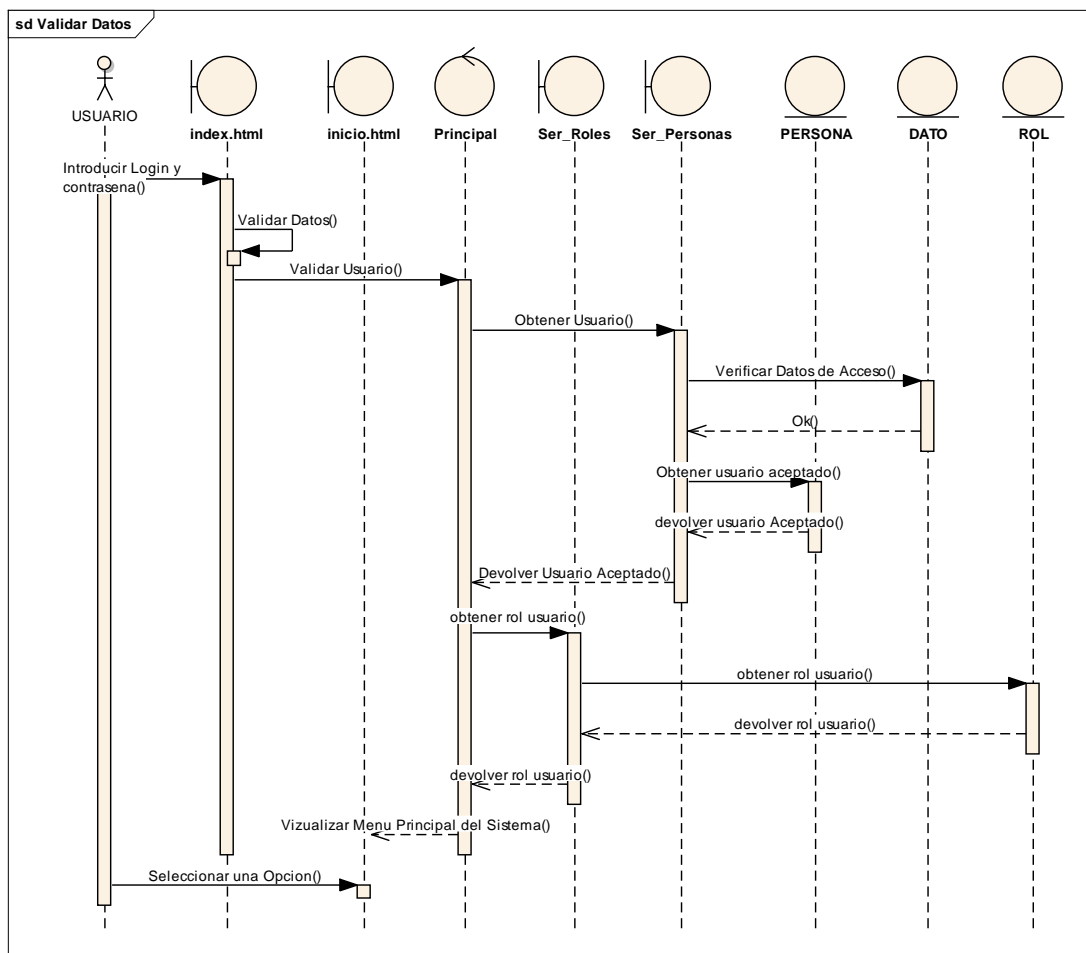 sd Validar Datos
USUARIO
index.html
inicio.html
Principal
Ser_Roles
Ser_Personas
PERSONA
DATO
ROL
Introducir Login y
contrasena()
Validar Datos()
Validar Usuario()
Obtener Usuario()
Verificar Datos de Acceso()
Ok()
Obtener usuario aceptado()
devolver usuario Aceptado()
Devolver Usuario Aceptado()
obtener rol usuario()
obtener rol usuario()
devolver rol usuario()
devolver rol usuario()
Vizualizar Menu Principal del Sistema()
Seleccionar una Opcion()